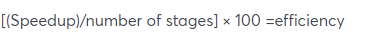 [(Speedup)/number of stages] × 100 =efficiency